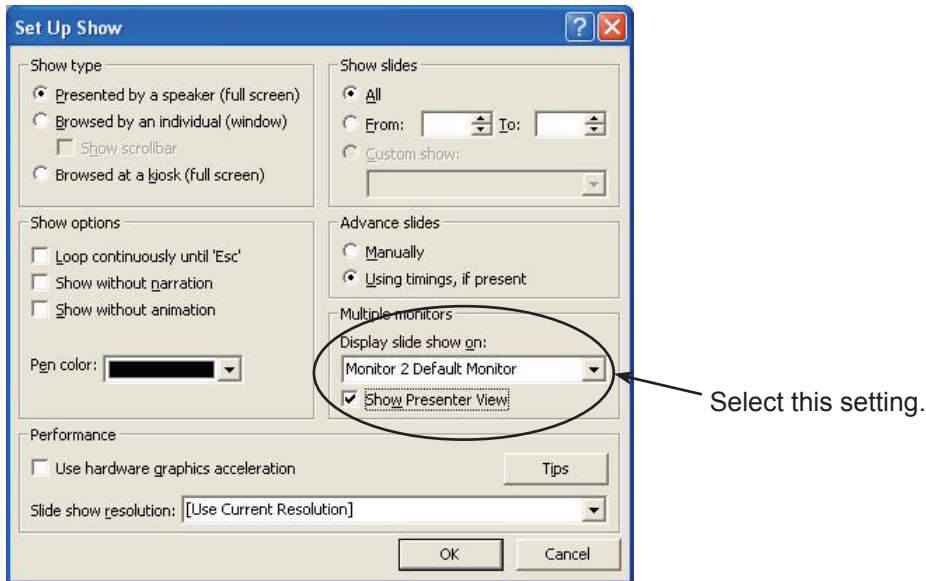 Set Up Show
Show type
Presented by a speaker (full screen)
Browsed by an individual (window)
Show scrollbar
Browsed at a kiosk (full screen)
Show slides
All
From: To:
Custom show:
Show options
Loop continuously until 'Esc'
Show without narration
Show without animation
Pen color:
Advance slides
Manually
Using timings, if present
Multiple monitors
Display slide show on:
Monitor 2 Default Monitor
Show Presenter View
Select this setting.
Performance
Use hardware graphics acceleration
Tips
Slide show resolution: [Use Current Resolution]
OK Cancel